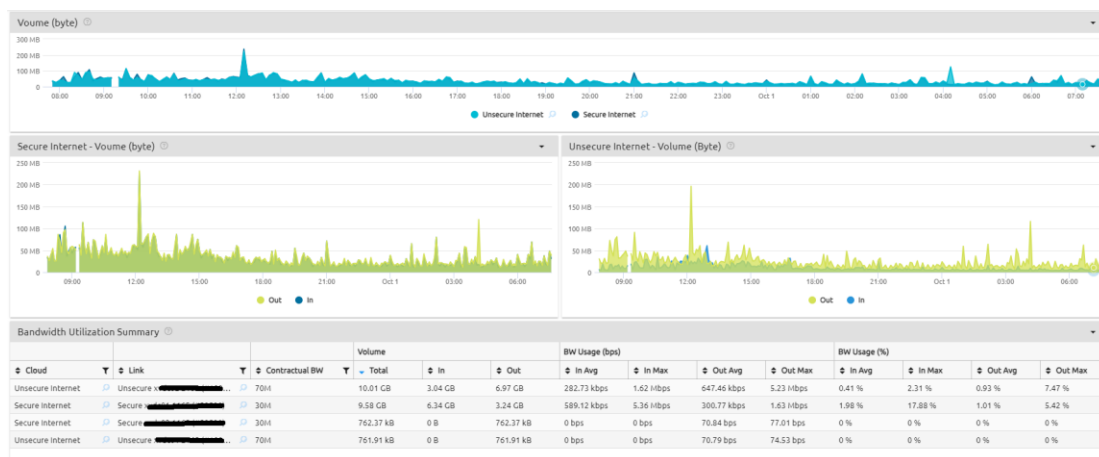 Voume (byte)
300 MB
200 MB
100 MB
0
08:00 09:00 10:00 11:00 12:00 13:00 14:00 15:00 16:00 17:00 18:00 19:00 20:00 21:00 22:00 23:00 Oct 1 01:00 02:00 03:00 04:00 05:00 06:00 07:00
Unsecure Internet Secure Internet
Secure Internet - Voume (byte)
250 MB
200 MB
150 MB
100 MB
50 MB
0
09:00 12:00 15:00 18:00 21:00 Oct 1 03:00 06:00
Out In
Unsecure Internet - Volume (Byte)
250 MB
200 MB
150 MB
100 MB
50 MB
0
09:00 12:00 15:00 18:00 21:00 Oct 1 03:00 06:00
Out In
Bandwidth Utilization Summary
Volume BW Usage (bps) BW Usage (%)
Cloud Link Contractual BW Total In Out In Avg In Max Out Avg Out Max In Avg In Max Out Avg Out Max
Unsecure Internet Unsecure ... 70M 10.01 GB 3.04 GB 6.97 GB 282.73 kbps 1.62 Mbps 647.46 kbps 5.23 Mbps 0.41 % 2.31 % 0.93 % 7.47 %
Secure Internet Secure ... 30M 9.58 GB 6.34 GB 3.24 GB 589.12 kbps 5.36 Mbps 300.77 kbps 1.63 Mbps 1.98 % 17.88 % 1.01 % 5.42 %
Secure Internet Secure 30M 762.37 kB 0 B 762.37 kB 0 bps 0 bps 70.84 bps 77.01 bps 0 % 0 % 0 % 0 %
Unsecure Internet Unsecure ... 70M 761.91 kB 0 B 761.91 kB 0 bps 0 bps 70.79 bps 74.53 bps 0 % 0 % 0 % 0 %